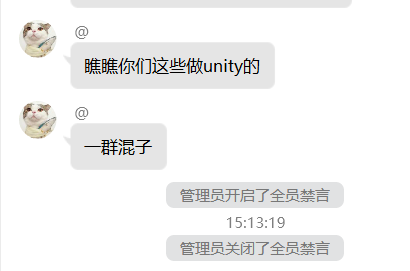 @
瞧瞧你们这些做unity的
@
一群混子
管理员开启了全员禁言
15:13:19
管理员关闭了全员禁言